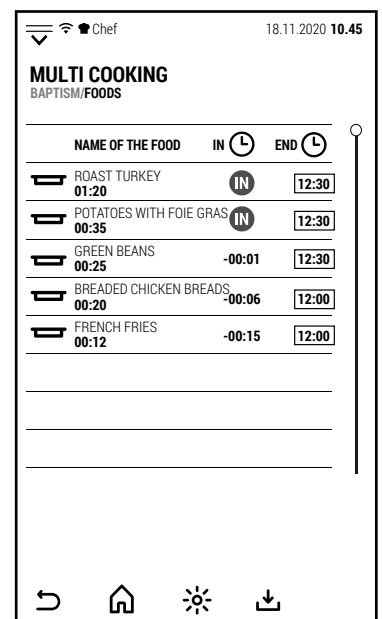 Chef 18.11.2020 10.45
MULTI COOKING
BAPTISM/FOODS
NAME OF THE FOOD IN END
ROAST TURKEY
01:20 IN 12:30
POTATOES WITH FOIE GRAS
00:35 IN 12:30
GREEN BEANS
00:25 -00:01 12:30
BREADED CHICKEN BREADS
00:20 -00:06 12:00
FRENCH FRIES
00:12 -00:15 12:00